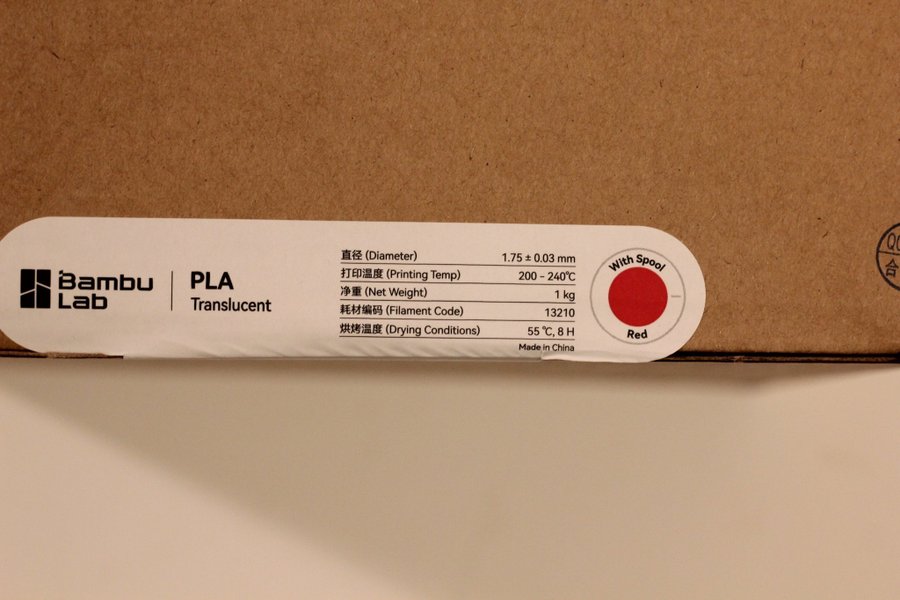 Bambu
Lab
PLA
Translucent
直径 (Diameter) 1.75 ± 0.03 mm
打印温度 (Printing Temp) 200 - 240℃
净重 (Net Weight) 1 kg
耗材编码 (Filament Code) 13210
烘烤温度 (Drying Conditions) 55 ℃, 8 H
Made in China
With Spool
Red
合